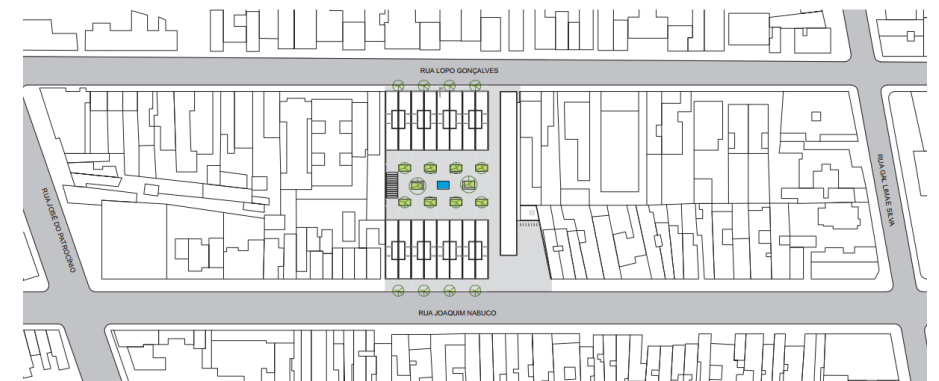 RUA LOPO GONÇALVES
RUA JOSÉ DO PATROCÍNIO
RUA GAL LIMA E SILVA
RUA JOAQUIM NABUCO